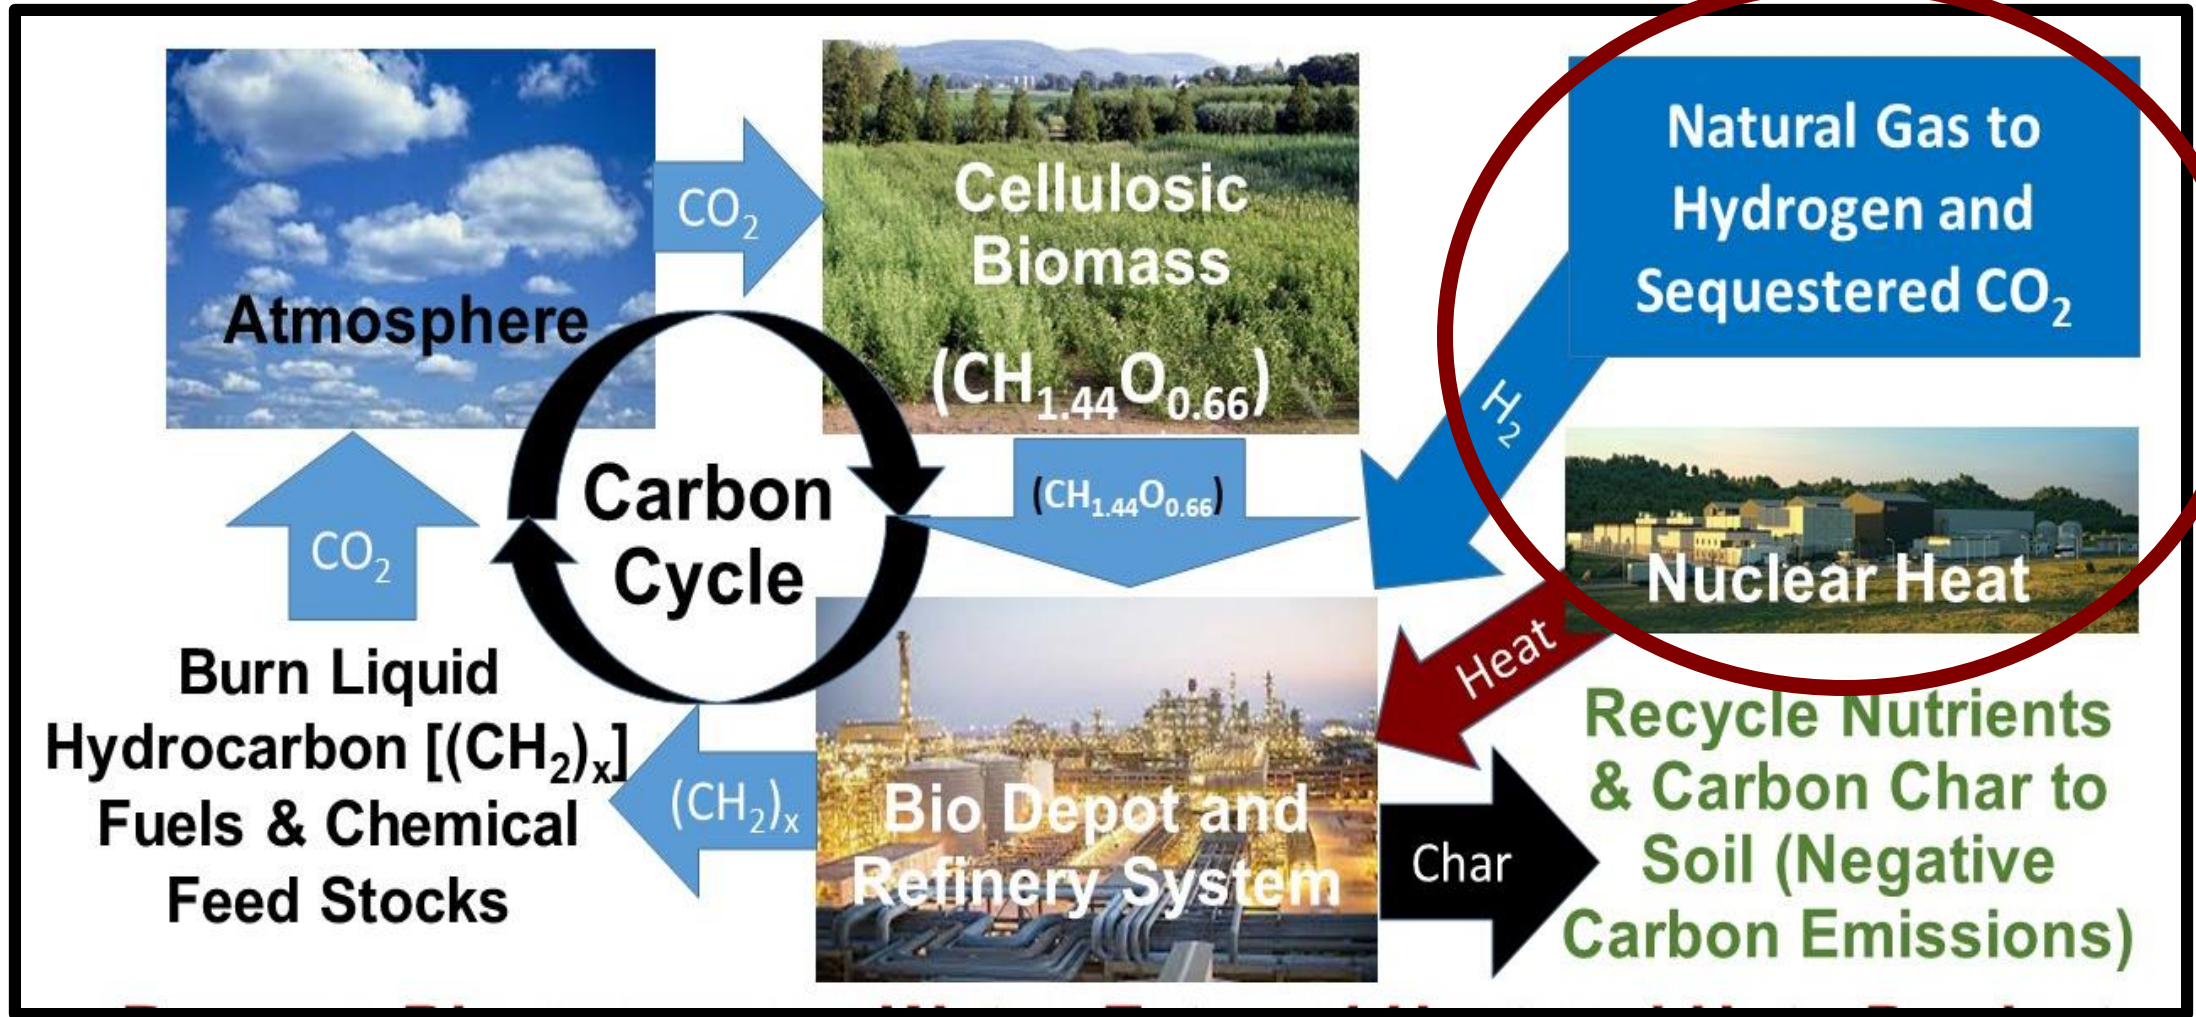 Atmosphere
CO₂
Cellulosic
Biomass
(CH₁.₄₄O₀.₆₆)
Natural Gas to
Hydrogen and
Sequestered CO₂
H₂
(CH₁.₄₄O₀.₆₆)
Carbon
Cycle
CO₂
Nuclear Heat
Heat
Burn Liquid
Hydrocarbon [(CH₂)ₓ]
Fuels & Chemical
Feed Stocks
(CH₂)ₓ
Bio Depot and
Refinery System
Char
Recycle Nutrients
& Carbon Char to
Soil (Negative
Carbon Emissions)